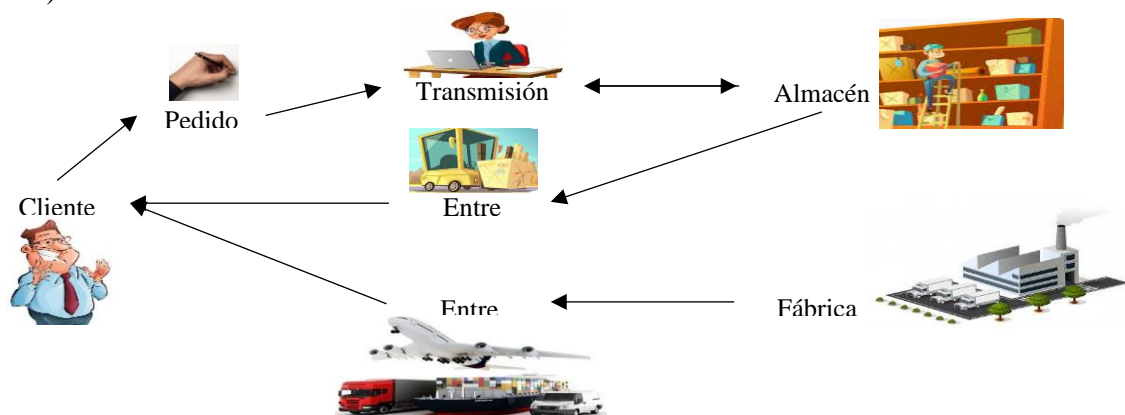 )
Transmisión
Almacén
Pedido
Cliente
Entre
Entre
Fábrica